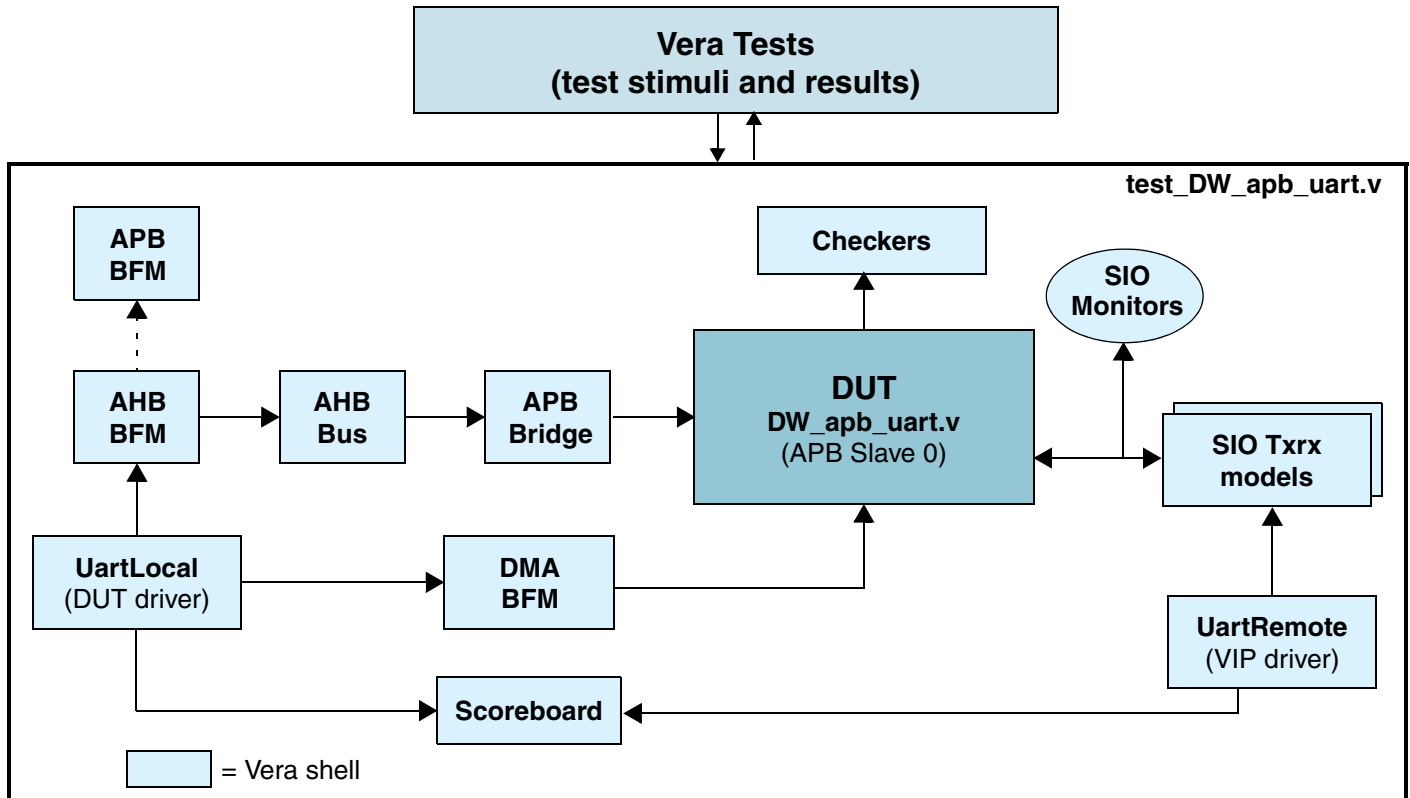 Vera Tests
(test stimuli and results)
test_DW_apb_uart.v
APB
BFM
Checkers
SIO
Monitors
AHB
BFM
AHB
Bus
APB
Bridge
DUT
DW_apb_uart.v
(APB Slave 0)
SIO Txrx
models
UartLocal
(DUT driver)
DMA
BFM
UartRemote
(VIP driver)
Scoreboard
= Vera shell